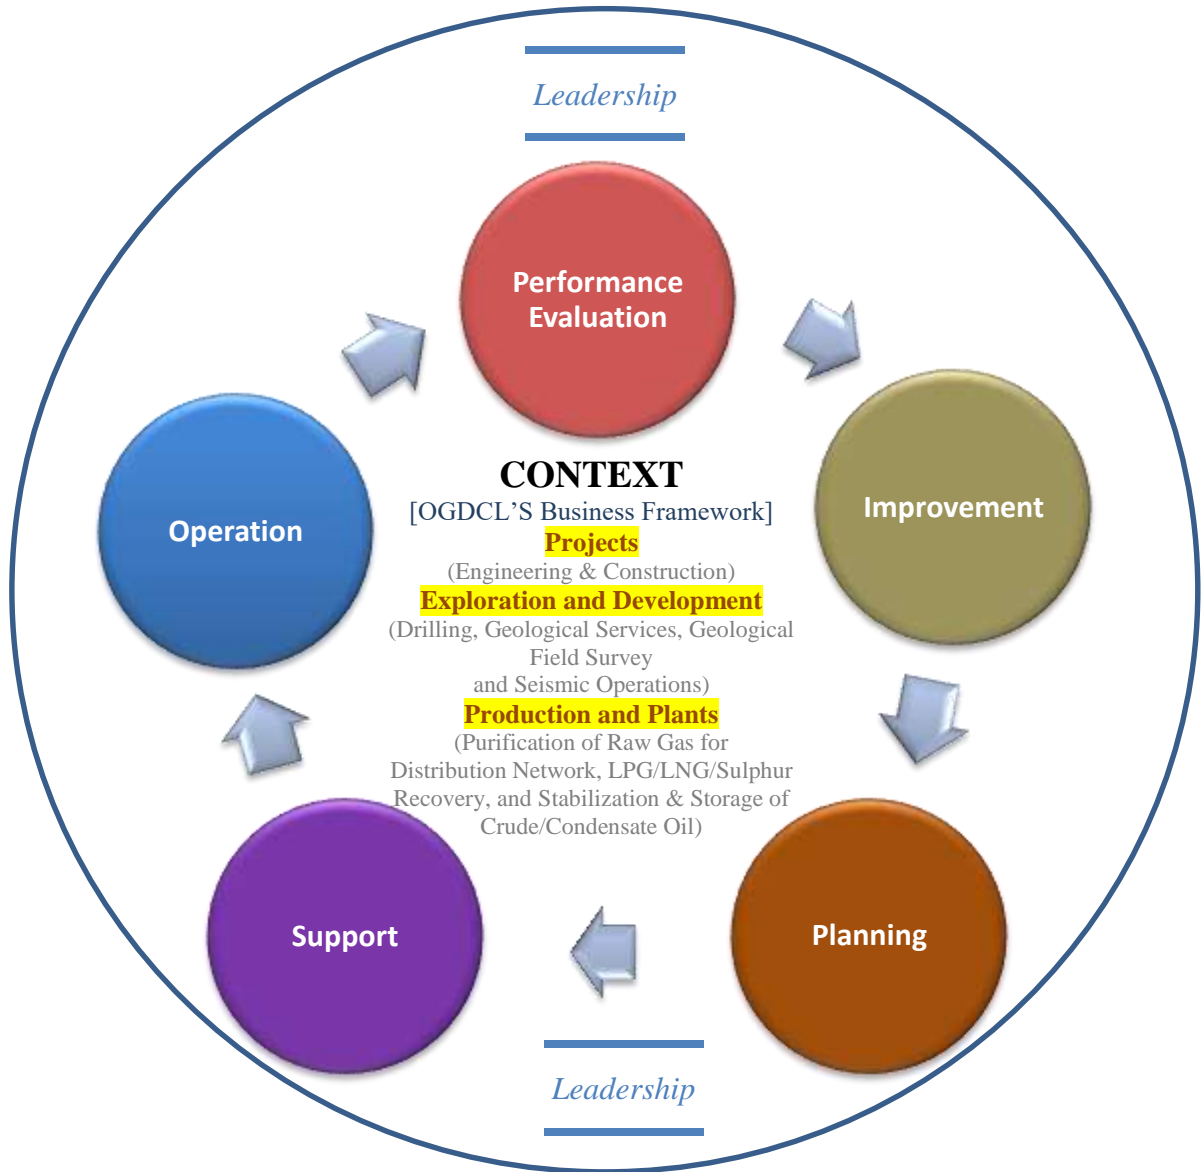 Leadership
Performance
Evaluation
Improvement
Operation
CONTEXT
[OGDCL'S Business Framework]
Projects
(Engineering & Construction)
Exploration and Development
(Drilling, Geological Services, Geological
Field Survey
and Seismic Operations)
Production and Plants
(Purification of Raw Gas for
Distribution Network, LPG/LNG/Sulphur
Recovery, and Stabilization & Storage of
Crude/Condensate Oil)
Support
Planning
Leadership